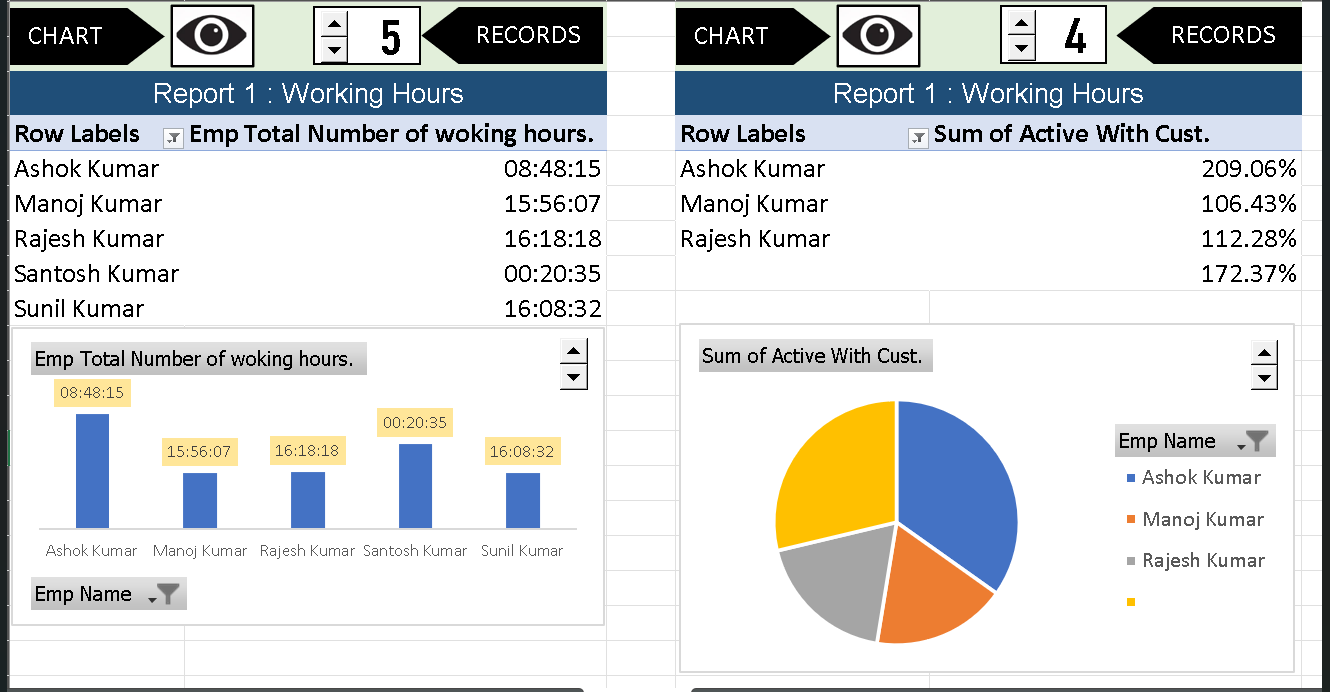 CHART
5
RECORDS
Report 1 : Working Hours
Row Labels Emp Total Number of woking hours.
Ashok Kumar 08:48:15
Manoj Kumar 15:56:07
Rajesh Kumar 16:18:18
Santosh Kumar 00:20:35
Sunil Kumar 16:08:32
Emp Total Number of woking hours.
08:48:15
15:56:07
16:18:18
00:20:35
16:08:32
Ashok Kumar Manoj Kumar Rajesh Kumar Santosh Kumar Sunil Kumar
Emp Name
CHART
4
RECORDS
Report 1 : Working Hours
Row Labels Sum of Active With Cust.
Ashok Kumar 209.06%
Manoj Kumar 106.43%
Rajesh Kumar 112.28%
172.37%
Sum of Active With Cust.
Emp Name
Ashok Kumar
Manoj Kumar
Rajesh Kumar